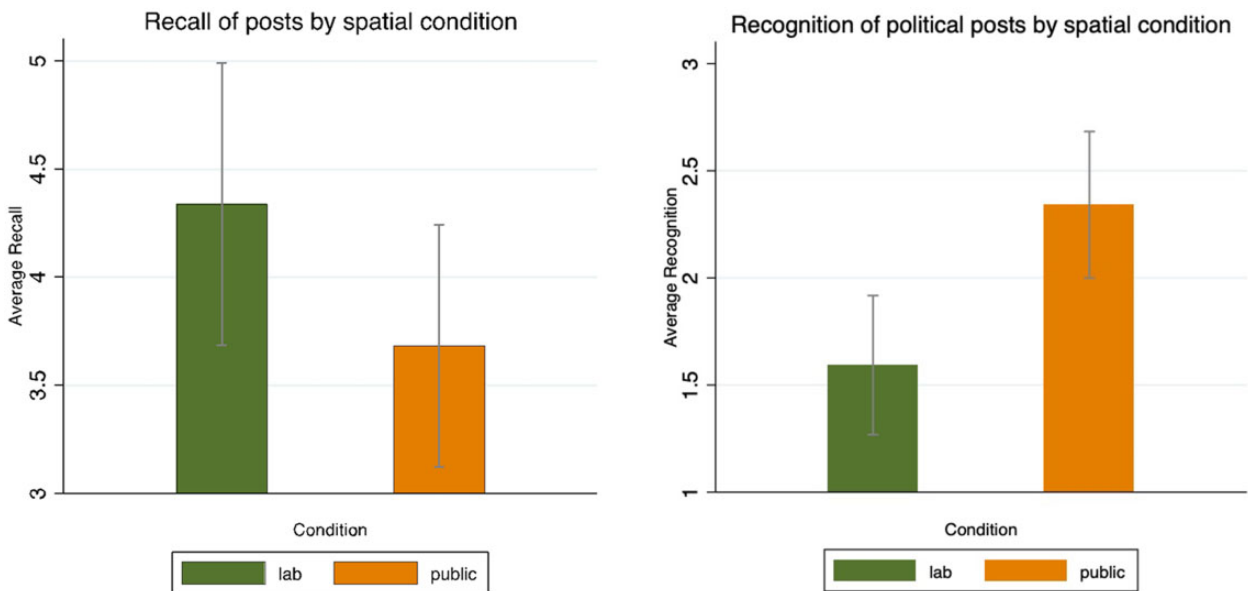 Recall of posts by spatial condition
5
4.5
4
3.5
3
Average Recall
Condition
lab public
Recognition of political posts by spatial condition
3
2.5
2
1.5
1
Average Recognition
Condition
lab public